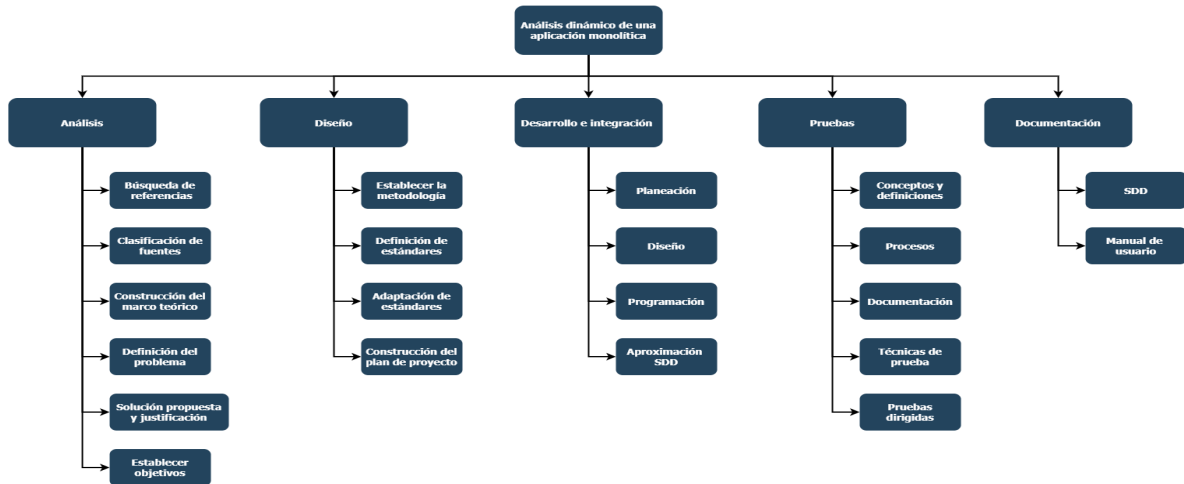 Análisis dinámico de una
aplicación monolítica
Análisis
Diseño
Desarrollo e integración
Pruebas
Documentación
Búsqueda de
referencias
Clasificación de
fuentes
Construcción del
marco teórico
Definición del
problema
Solución propuesta
y justificación
Establecer
objetivos
Establecer la
metodología
Definición de
estándares
Adaptación de
estándares
Construcción del
plan de proyecto
Planeación
Diseño
Programación
Aproximación
SDD
Conceptos y
definiciones
Procesos
Documentación
Técnicas de
prueba
Pruebas
dirigidas
SDD
Manual de
usuario